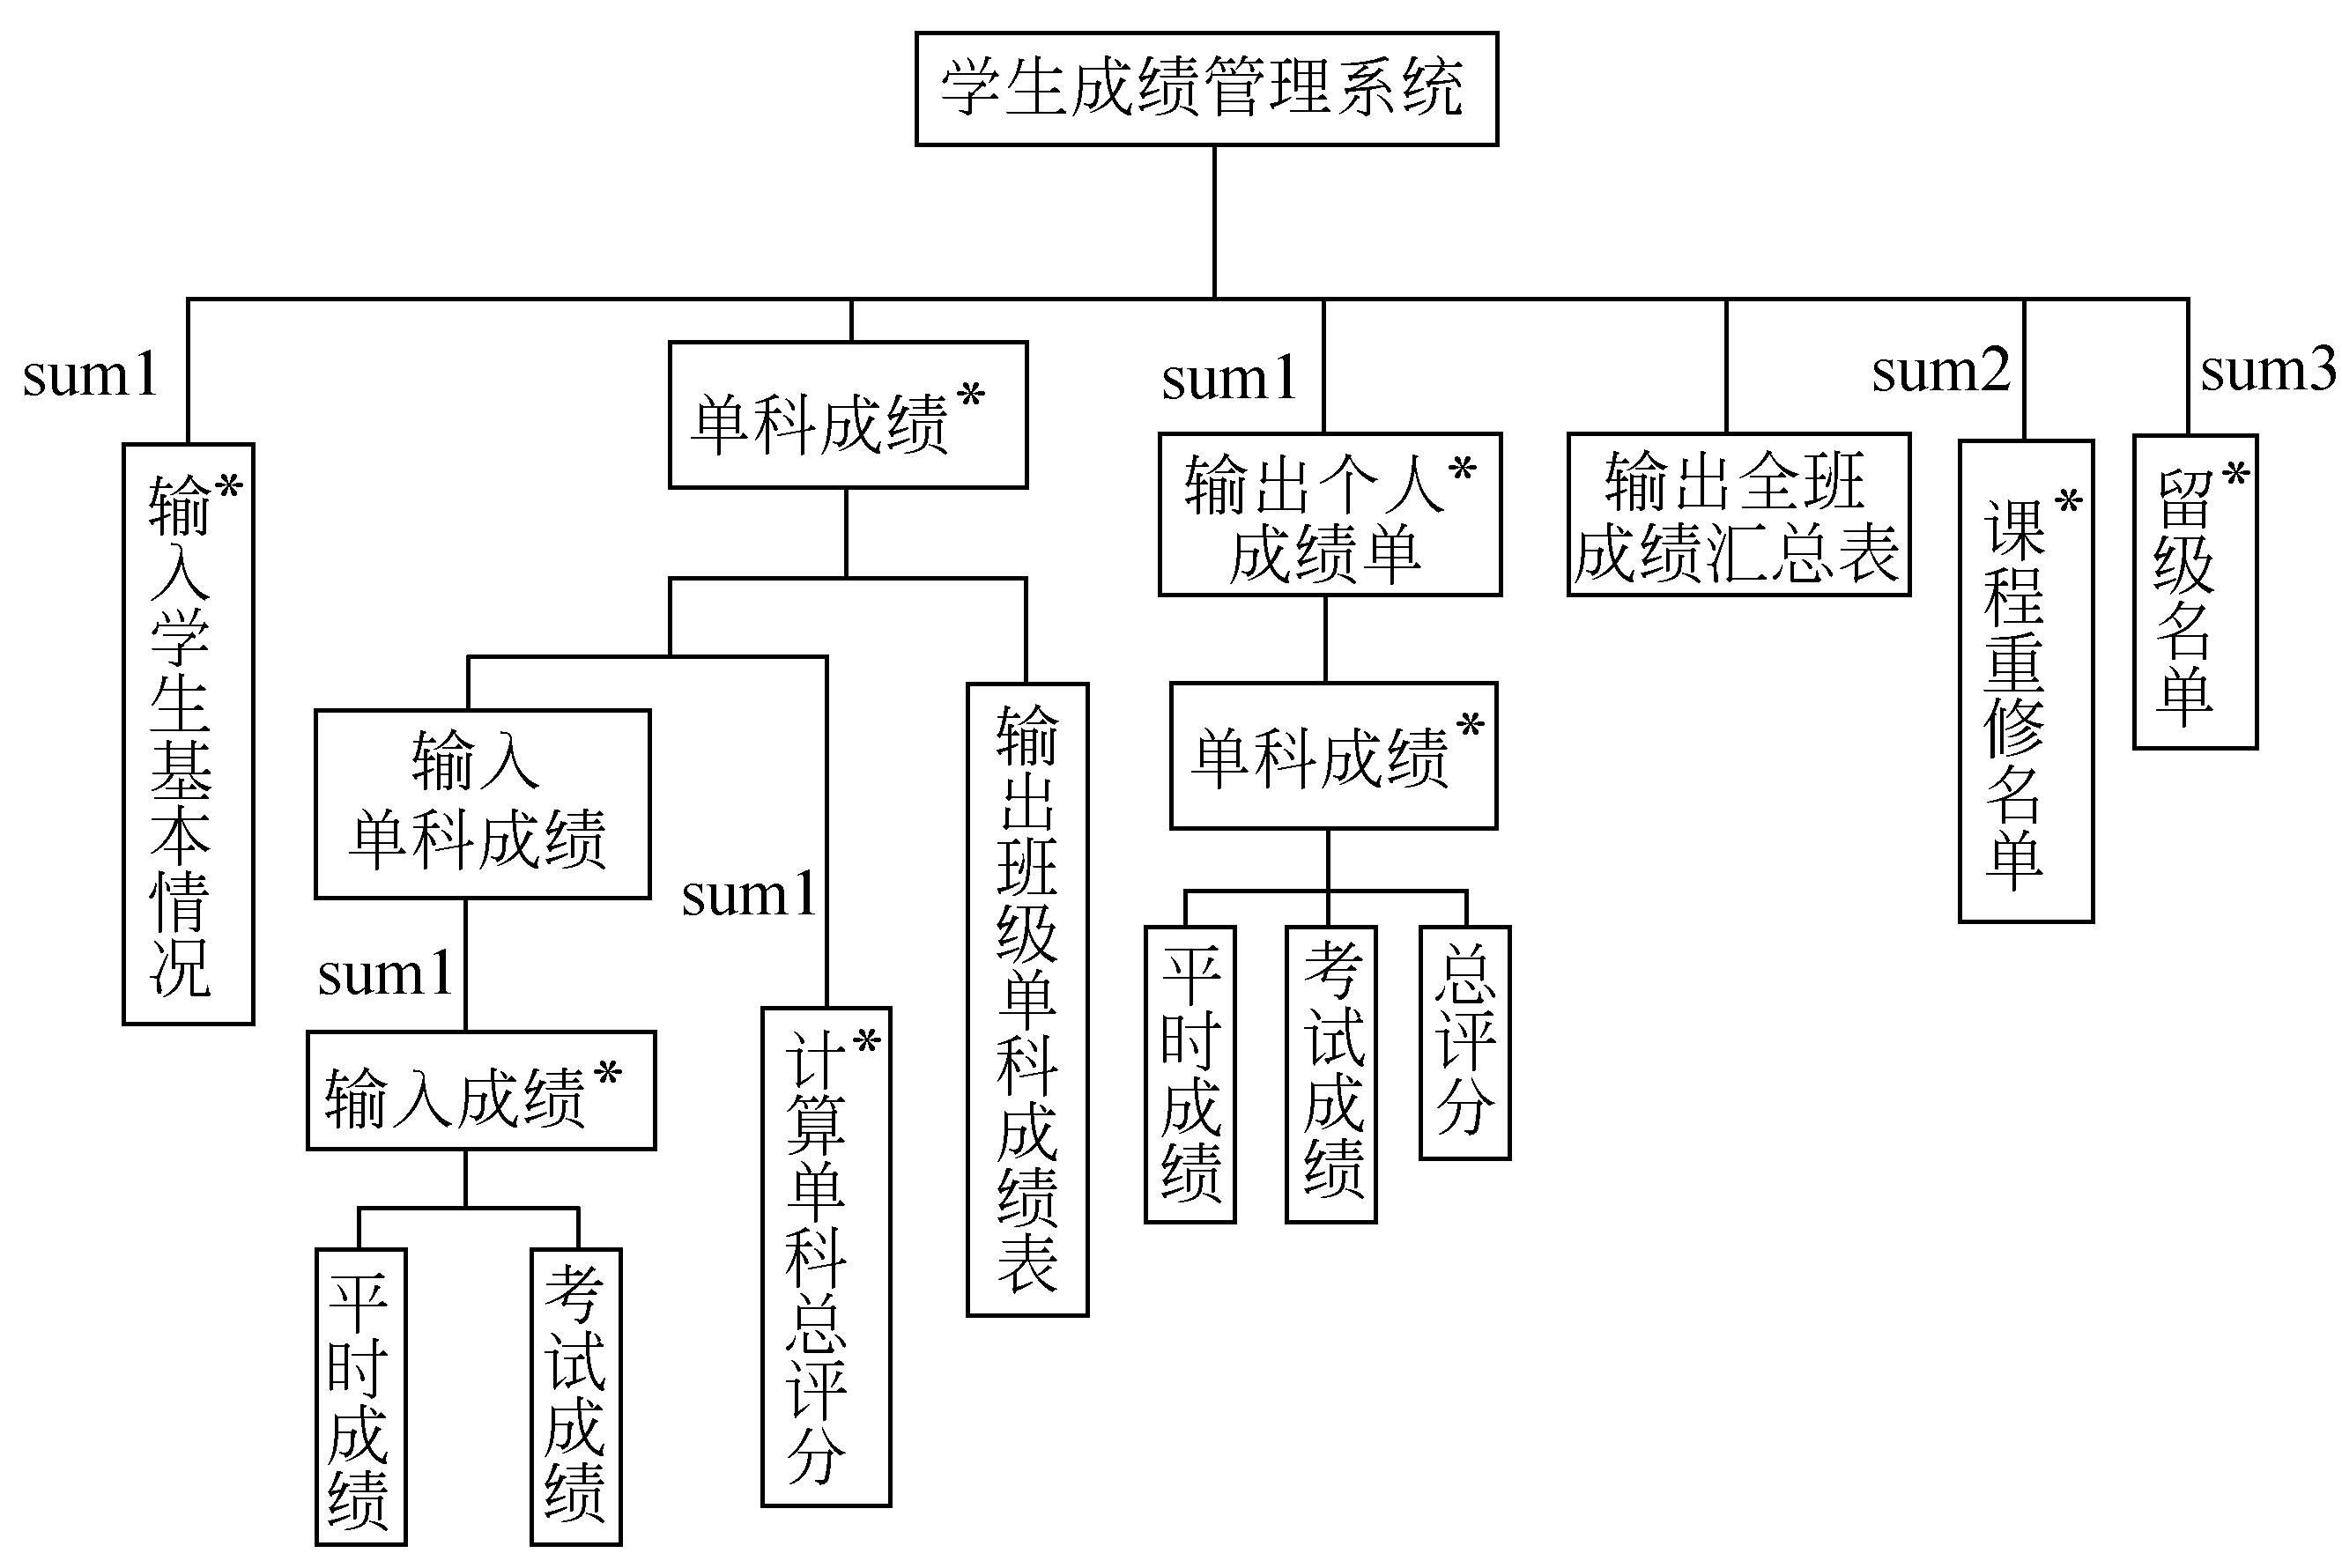 学生成绩管理系统
sum1
单科成绩*
sum1
sum2
sum3
输入学生基本情况*
输出个人*
成绩单
输出全班
成绩汇总表
课程重修名单*
留级名单*
输入
单科成绩
sum1
输出班级单科成绩表
单科成绩*
sum1
输入成绩*
计算单科总评分*
平时成绩
考试成绩
总评分
平时成绩
考试成绩